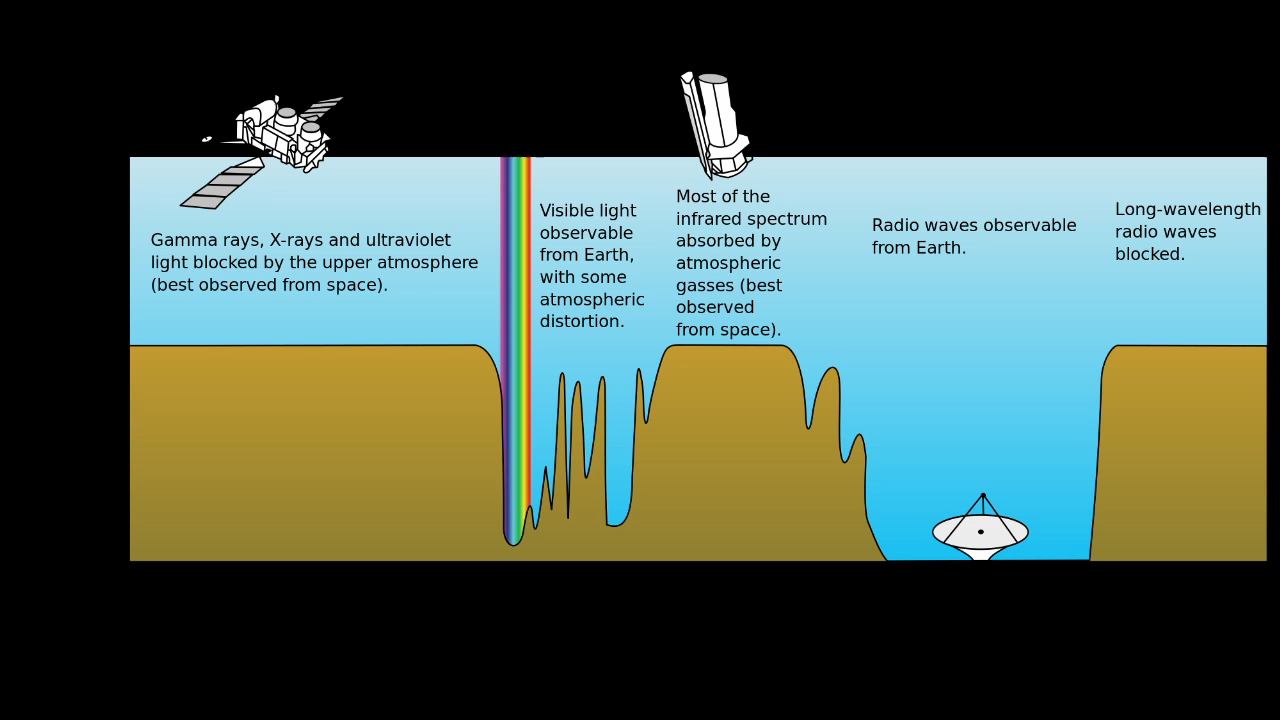 Gamma rays, X-rays and ultraviolet
light blocked by the upper atmosphere
(best observed from space).
Visible light
observable
from Earth,
with some
atmospheric
distortion.
Most of the
infrared spectrum
absorbed by
atmospheric
gasses (best
observed
from space).
Radio waves observable
from Earth.
Long-wavelength
radio waves
blocked.